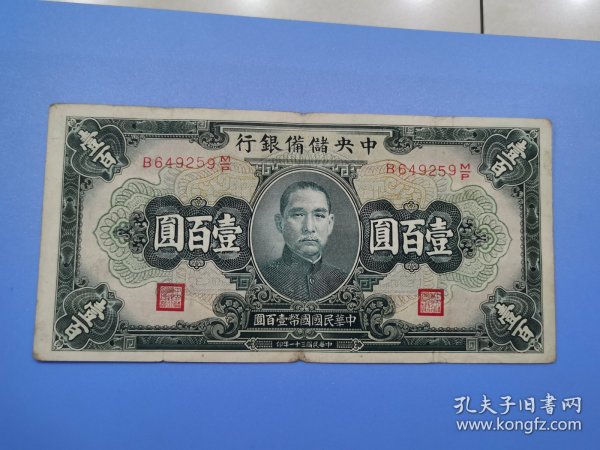 中央儲備銀行
B649259 M/P
B649259 M/P
壹百
壹百
壹百圓
壹百圓
中華民國國幣壹百圓
中華民國三十一年印
壹百
壹百
孔夫子旧书网
www.kongfz.com